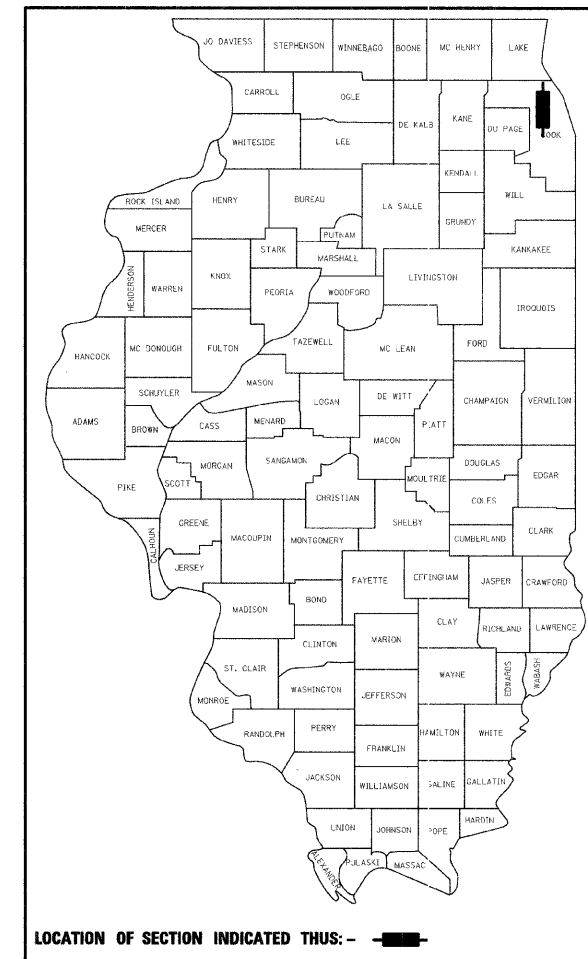 JO DAVIESS STEPHENSON WINNEBAGO BOONE MC HENRY LAKE
CARROLL OGLE DE KALB KANE DU PAGE OOK
WHITESIDE LEE
KENDALL WILL
ROCK ISLAND HENRY BUREAU LA SALLE GRUNDY
MERCER PUTNAM
STARK MARSHALL KANKAKEE
HENDERSON WARREN KNOX PEORIA WOODFORD LIVINGSTON
IROQUOIS
HANCOCK MC DONOUGH FULTON TAZEWELL MC LEAN FORD
SCHUYLER MASON
ADAMS BROWN CASS MENARD LOGAN DE WITT PIATT CHAMPAIGN VERMILION
MACON
PIKE SCOTT MORGAN SANGAMON MOULTRIE DOUGLAS EDGAR
CHRISTIAN COLES
CALHOUN GREENE MACOUPIN MONTGOMERY SHELBY CUMBERLAND CLARK
JERSEY
FAYETTE EFFINGHAM JASPER CRAWFORD
MADISON BOND
CLAY RICHLAND LAWRENCE
CLINTON MARION
ST. CLAIR WAYNE EDWARDS WABASH
WASHINGTON JEFFERSON
MONROE
RANDOLPH PERRY HAMILTON WHITE
FRANKLIN
JACKSON WILLIAMSON SALINE GALLATIN
UNION JOHNSON POPE HARDIN
ALEXANDER PULASKI MASSAC
LOCATION OF SECTION INDICATED THUS: -